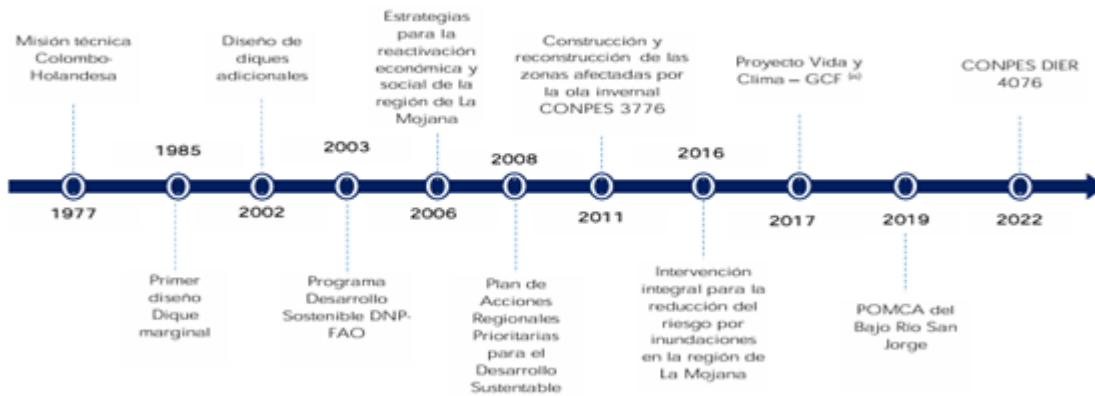 Misión técnica
Colombo-
Holandesa
1977
1985
Primer
diseño
Dique
marginal
Diseño de
diques
adicionales
2002
2003
Programa
Desarrollo
Sostenible DNP-
FAO
Estrategias
para la
reactivación
económica y
social de la
región de La
Mojana
2006
2008
Plan de
Acciones
Regionales
Prioritarias
para el
Desarrollo
Sustentable
Construcción y
reconstrucción de las
zonas afectadas por
la ola invernal
CONPES 3776
2011
2016
Intervención
integral para la
reducción del
riesgo por
inundaciones
en la región de
La Mojana
Proyecto Vida y
Clima – GCF
2017
2019
POMCA del
Bajo Río San
Jorge
CONPES DIER
4076
2022